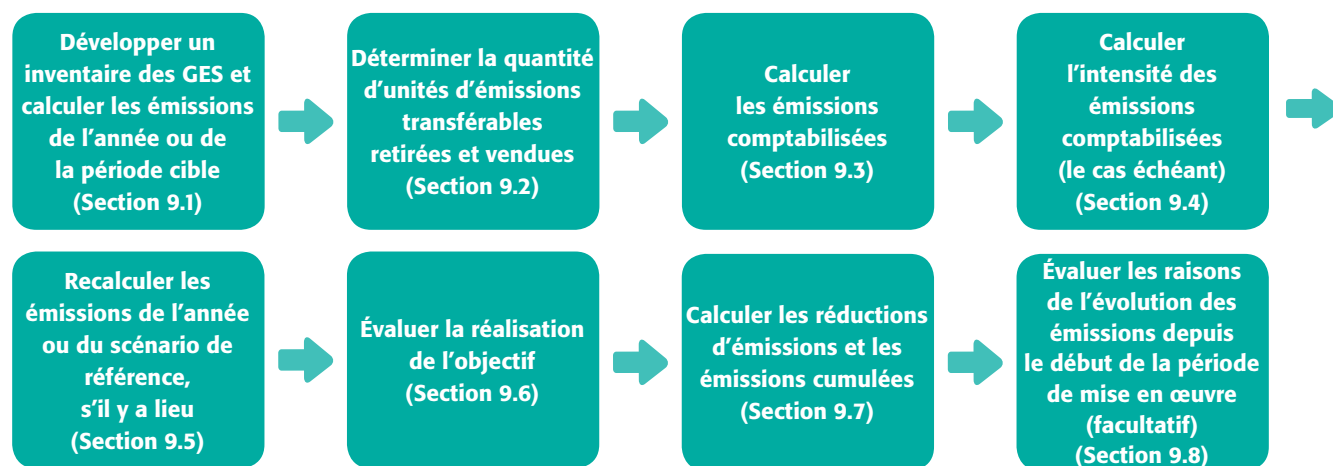 Développer un
inventaire des GES et
calculer les émissions
de l'année ou de
la période cible
(Section 9.1)
Déterminer la quantité
d'unités d'émissions
transférables
retirées et vendues
(Section 9.2)
Calculer
les émissions
comptabilisées
(Section 9.3)
Calculer
l'intensité des
émissions
comptabilisées
(le cas échéant)
(Section 9.4)
Recalculer les
émissions de l'année
ou du scénario de
référence,
s'il y a lieu
(Section 9.5)
Évaluer la réalisation
de l'objectif
(Section 9.6)
Calculer les réductions
d'émissions et les
émissions cumulées
(Section 9.7)
Évaluer les raisons
de l'évolution des
émissions depuis
le début de la période
de mise en œuvre
(facultatif)
(Section 9.8)